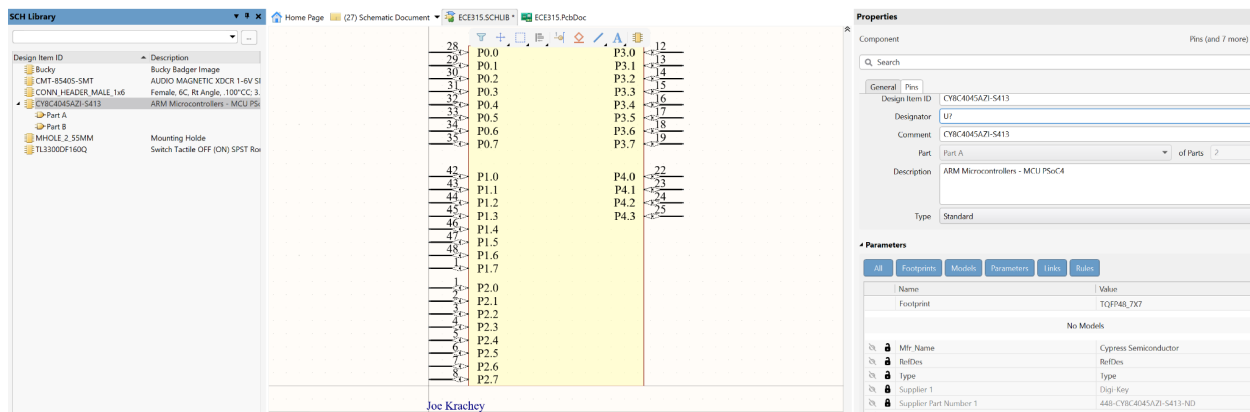 SCH Library
Home Page
(27) Schematic Document
ECE315.SCHLIB *
ECE315.PcbDoc
Properties
Component
Pins (and 7 more)
...
Search
Design Item ID
Description
Bucky
Bucky Badger Image
CMT-8540S-SMT
AUDIO MAGNETIC XDCR 1-6V SI
CONN_HEADER_MALE_1x6
Female, 6C, Rt Angle, .100"CC; 3.
CY8C4045AZI-S413
ARM Microcontrollers - MCU PSo
Part A
Part B
MHOLE_2_55MM
Mounting Holde
TL3300DF160Q
Switch Tactile OFF (ON) SPST Ro
A
28 P0.0 P3.0 12
29 P0.1 P3.1 13
30 P0.2 P3.2 14
31 P0.3 P3.3 15
32 P0.4 P3.4 16
33 P0.5 P3.5 17
34 P0.6 P3.6 18
35 P0.7 P3.7 19
42 P1.0 P4.0 22
43 P1.1 P4.1 23
44 P1.2 P4.2 24
45 P1.3 P4.3 25
46 P1.4
47 P1.5
48 P1.6
1 P1.7
1 P2.0
2 P2.1
3 P2.2
4 P2.3
5 P2.4
6 P2.5
7 P2.6
8 P2.7
Joe Krachey
General
Pins
Design Item ID
CY8C4045AZI-S413
Designator
U?
Comment
CY8C4045AZI-S413
Part
Part A
of Parts
2
Description
ARM Microcontrollers - MCU PSoC4
Type
Standard
Parameters
All
Footprints
Models
Parameters
Links
Rules
Name
Value
Footprint
TQFP48_7X7
No Models
Mfr_Name
Cypress Semiconductor
RefDes
RefDes
Type
Type
Supplier 1
Digi-Key
Supplier Part Number 1
448-CY8C4045AZI-S413-ND